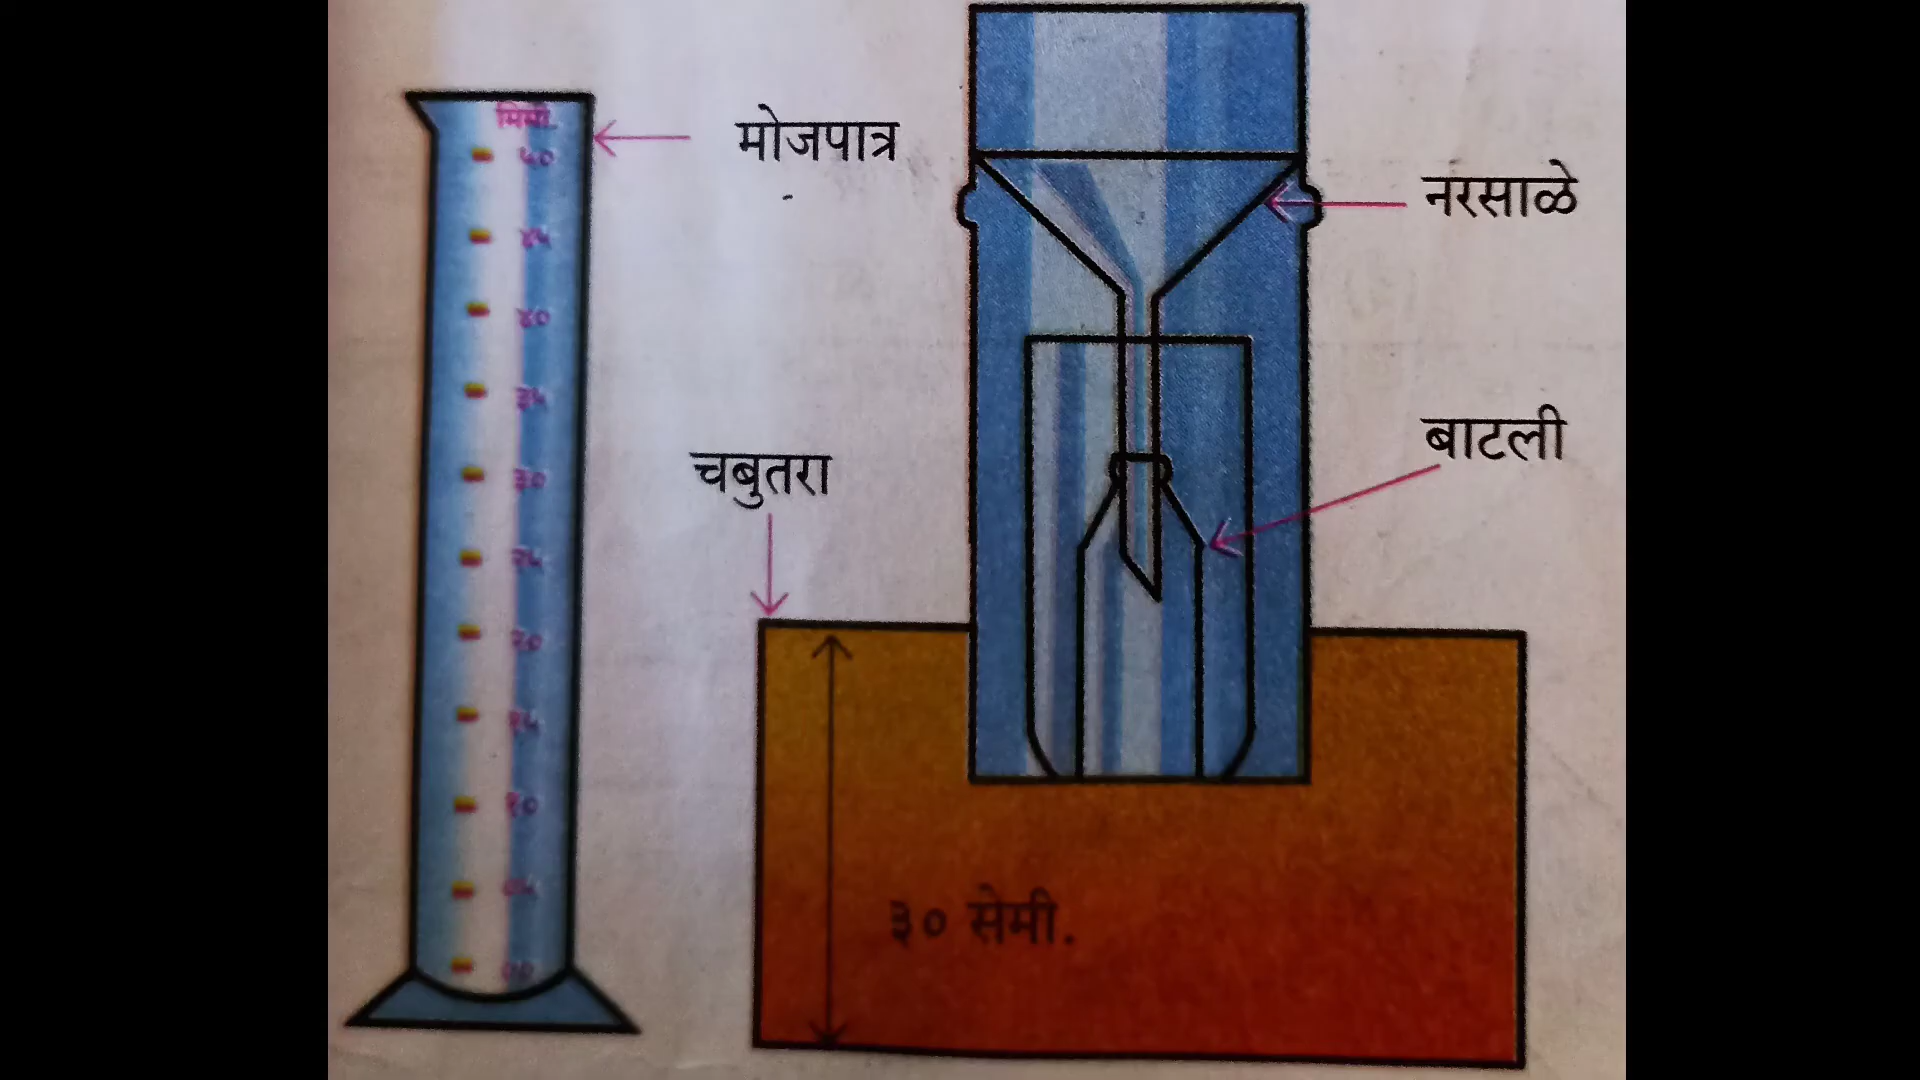 मिमी.
५०
४५
४०
३५
३०
२५
२०
१५
१०
०५
००
मोजपात्र
नरसाळे
बाटली
चबुतरा
३० सेमी.